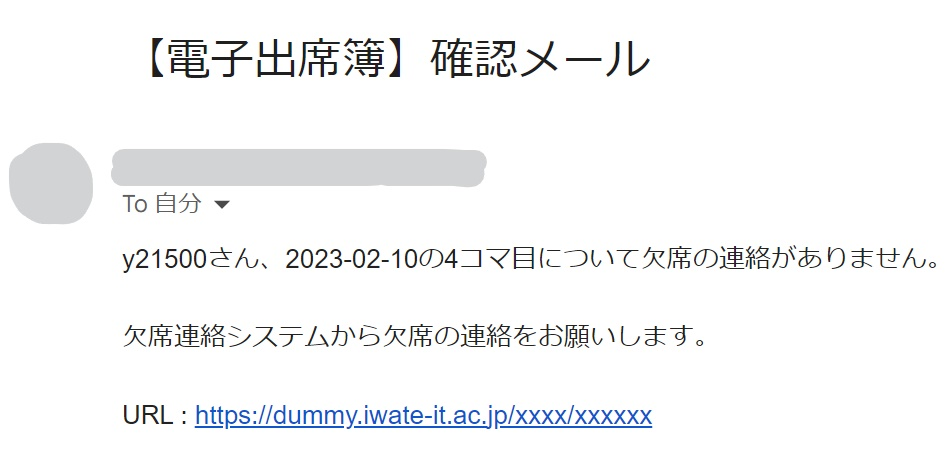 【電子出席簿】確認メール
To 自分
y21500さん、2023-02-10の4コマ目について欠席の連絡がありません。
欠席連絡システムから欠席の連絡をお願いします。
URL : https://dummy.iwate-it.ac.jp/xxxx/xxxxxx